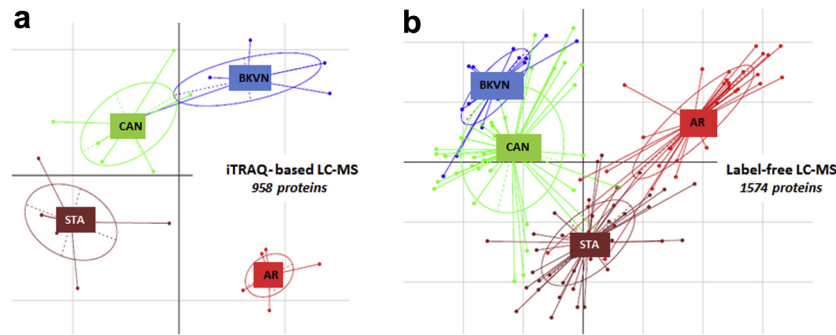 a
BKVN
CAN
iTRAQ-based LC-MS
958 proteins
STA
AR
b
BKVN
AR
CAN
Label-free LC-MS
1574 proteins
STA